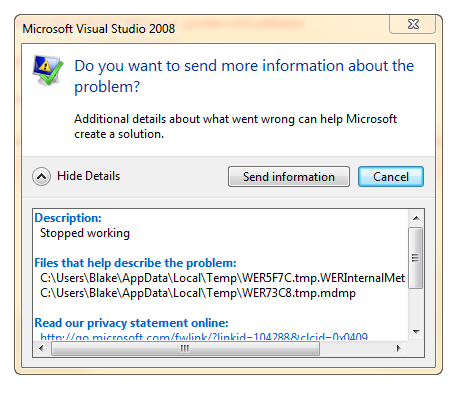 Microsoft Visual Studio 2008
Do you want to send more information about the
problem?
Additional details about what went wrong can help Microsoft
create a solution.
Hide Details
Send information
Cancel
Description:
Stopped working
Files that help describe the problem:
C:\Users\Blake\AppData\Local\Temp\WER5F7C.tmp.WERInternalMet
C:\Users\Blake\AppData\Local\Temp\WER73C8.tmp.mdmp
Read our privacy statement online:
http://go.microsoft.com/fwlink/?linkid=104288&clcid=0x0409